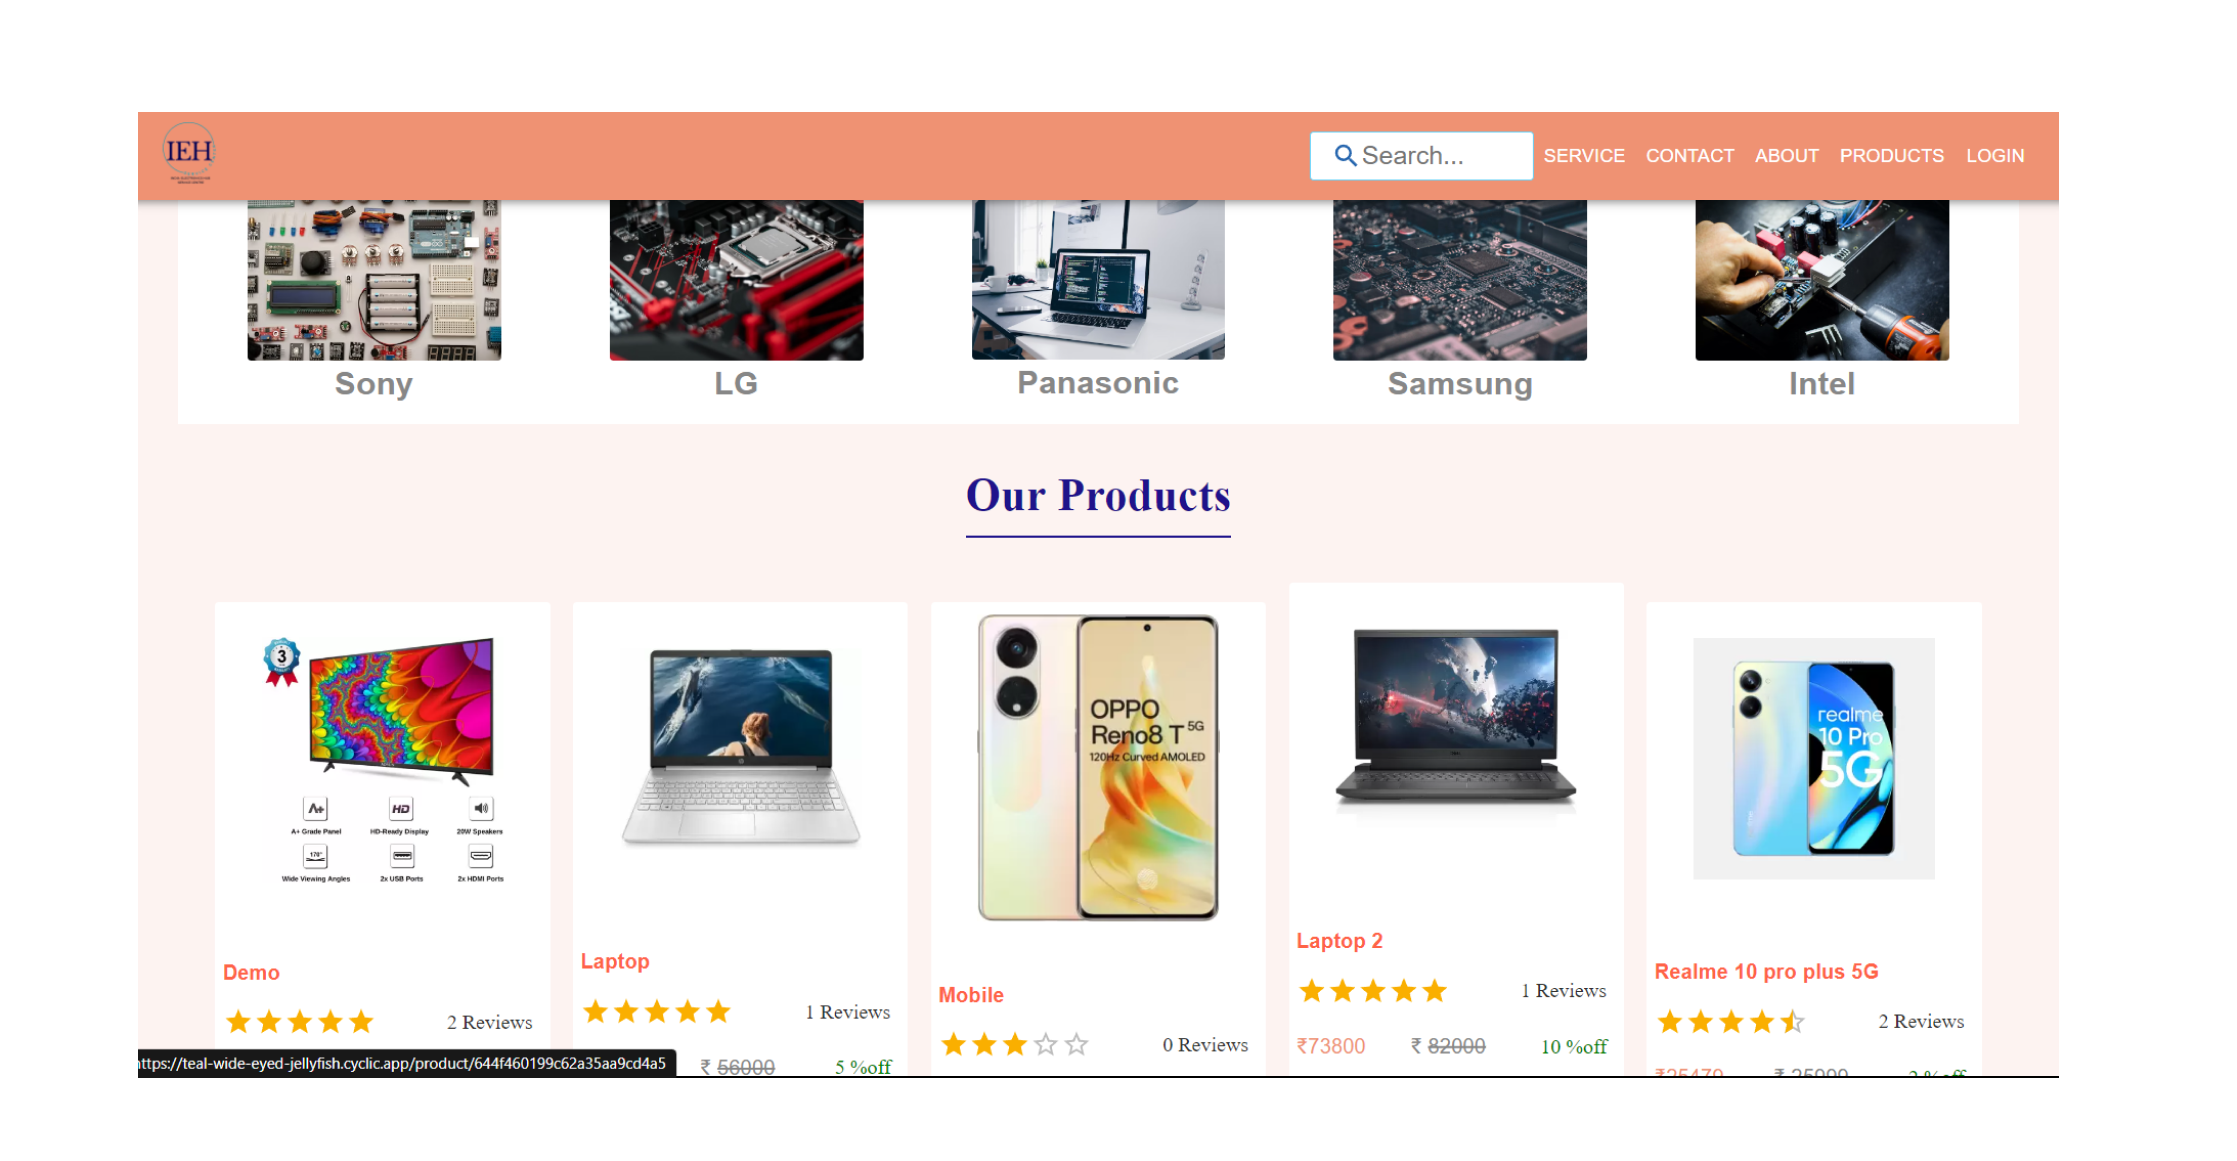 IEH
Search...
SERVICE CONTACT ABOUT PRODUCTS LOGIN
Sony LG Panasonic Samsung Intel
Our Products
3
A+
HD
A+ Grade Panel HD-Ready Display 20W Speakers
170°
Wide Viewing Angles 2x USB Ports 2x HDMI Ports
Demo
2 Reviews
Laptop
1 Reviews
₹ 56000 5 %off
OPPO
Reno8 T 5G
120Hz Curved AMOLED
Mobile
0 Reviews
Laptop 2
1 Reviews
₹73800 ₹ 82000 10 %off
realme
10 Pro
5G
Realme 10 pro plus 5G
2 Reviews
ttps://teal-wide-eyed-jellyfish.cyclic.app/product/644f460199c62a35aa9cd4a5